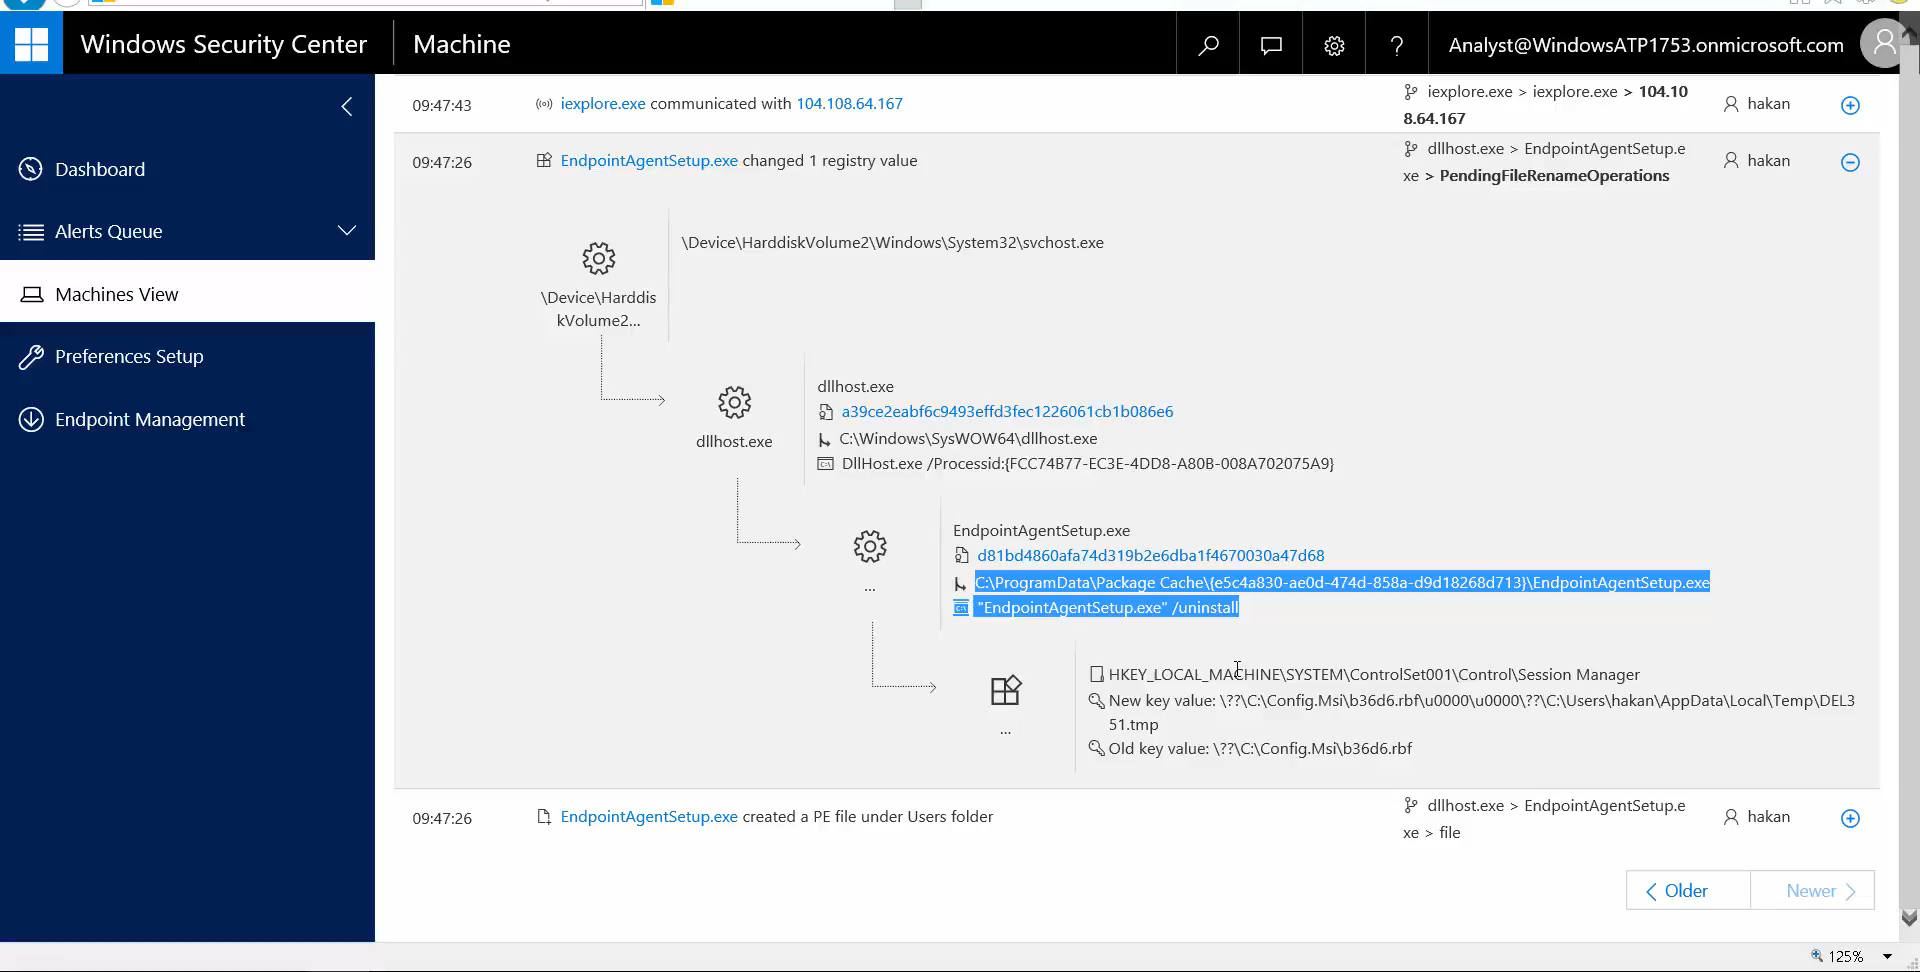 Windows Security Center
Machine
?
Analyst@WindowsATP1753.onmicrosoft.com
Dashboard
Alerts Queue
Machines View
Preferences Setup
Endpoint Management
09:47:43
iexplore.exe communicated with 104.108.64.167
iexplore.exe > iexplore.exe > 104.10
8.64.167
hakan
09:47:26
EndpointAgentSetup.exe changed 1 registry value
dllhost.exe > EndpointAgentSetup.e
xe > PendingFileRenameOperations
hakan
\Device\HarddiskVolume2\Windows\System32\svchost.exe
\Device\Harddis
kVolume2...
dllhost.exe
a39ce2eabf6c9493effd3fec1226061cb1b086e6
C:\Windows\SysWOW64\dllhost.exe
DllHost.exe /Processid:{FCC74B77-EC3E-4DD8-A80B-008A702075A9}
dllhost.exe
EndpointAgentSetup.exe
d81bd4860afa74d319b2e6dba1f4670030a47d68
C:\ProgramData\Package Cache\{e5c4a830-ae0d-474d-858a-d9d18268d713}\EndpointAgentSetup.exe
"EndpointAgentSetup.exe" /uninstall
...
HKEY_LOCAL_MACHINE\SYSTEM\ControlSet001\Control\Session Manager
New key value: \??\C:\Config.Msi\b36d6.rbf\u0000\u0000\??\C:\Users\hakan\AppData\Local\Temp\DEL3
51.tmp
Old key value: \??\C:\Config.Msi\b36d6.rbf
...
09:47:26
EndpointAgentSetup.exe created a PE file under Users folder
dllhost.exe > EndpointAgentSetup.e
xe > file
hakan
Older
Newer
125%